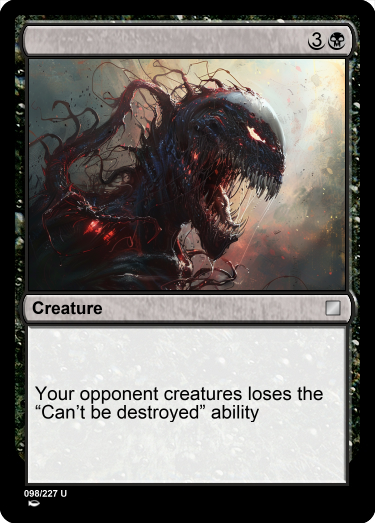 3
Creature
Your opponent creatures loses the
“Can’t be destroyed” ability
098/227 U